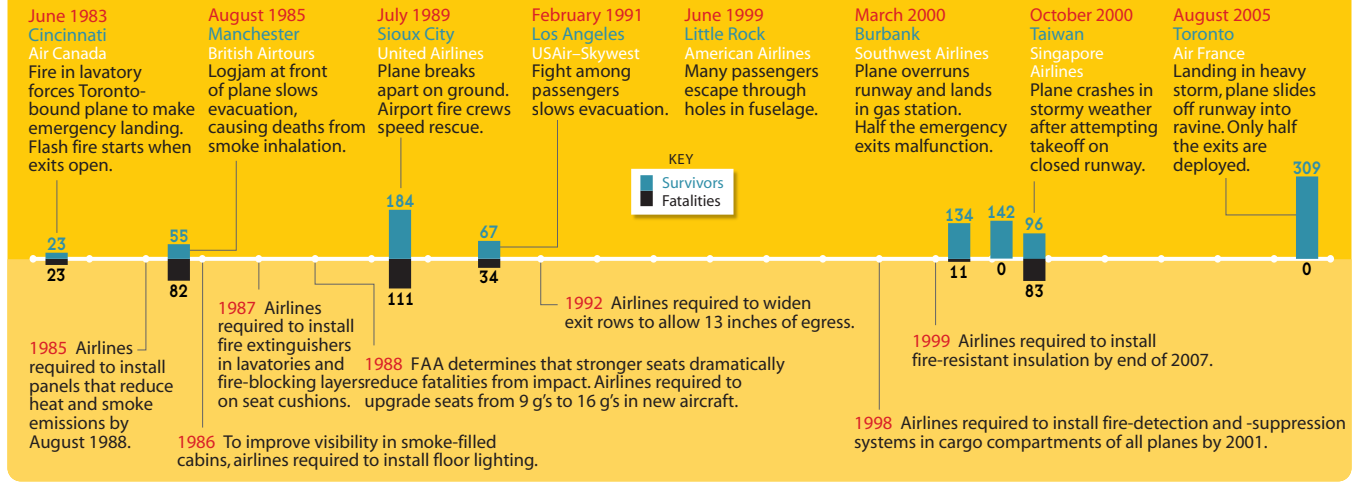 June 1983
Cincinnati
Air Canada
Fire in lavatory
forces Toronto-
bound plane to make
emergency landing.
Flash fire starts when
exits open.
August 1985
Manchester
British Airtours
Logjam at front
of plane slows
evacuation,
causing deaths from
smoke inhalation.
July 1989
Sioux City
United Airlines
Plane breaks
apart on ground.
Airport fire crews
speed rescue.
February 1991
Los Angeles
USAir–Skywest
Fight among
passengers
slows evacuation.
June 1999
Little Rock
American Airlines
Many passengers
escape through
holes in fuselage.
March 2000
Burbank
Southwest Airlines
Plane overruns
runway and lands
in gas station.
Half the emergency
exits malfunction.
October 2000
Taiwan
Singapore
Airlines
Plane crashes in
stormy weather
after attempting
takeoff on
closed runway.
August 2005
Toronto
Air France
Landing in heavy
storm, plane slides
off runway into
ravine. Only half
the exits are
deployed.
KEY
Survivors
Fatalities
23
23
55
82
184
111
67
34
134
11
142
0
96
83
309
0
1985 Airlines
required to install
panels that reduce
heat and smoke
emissions by
August 1988.
1986 To improve visibility in smoke-filled
cabins, airlines required to install floor lighting.
1987 Airlines
required to install
fire extinguishers
in lavatories and
fire-blocking layers
on seat cushions.
1988 FAA determines that stronger seats dramatically
reduce fatalities from impact. Airlines required to
upgrade seats from 9 g's to 16 g's in new aircraft.
1992 Airlines required to widen
exit rows to allow 13 inches of egress.
1998 Airlines required to install fire-detection and -suppression
systems in cargo compartments of all planes by 2001.
1999 Airlines required to install
fire-resistant insulation by end of 2007.